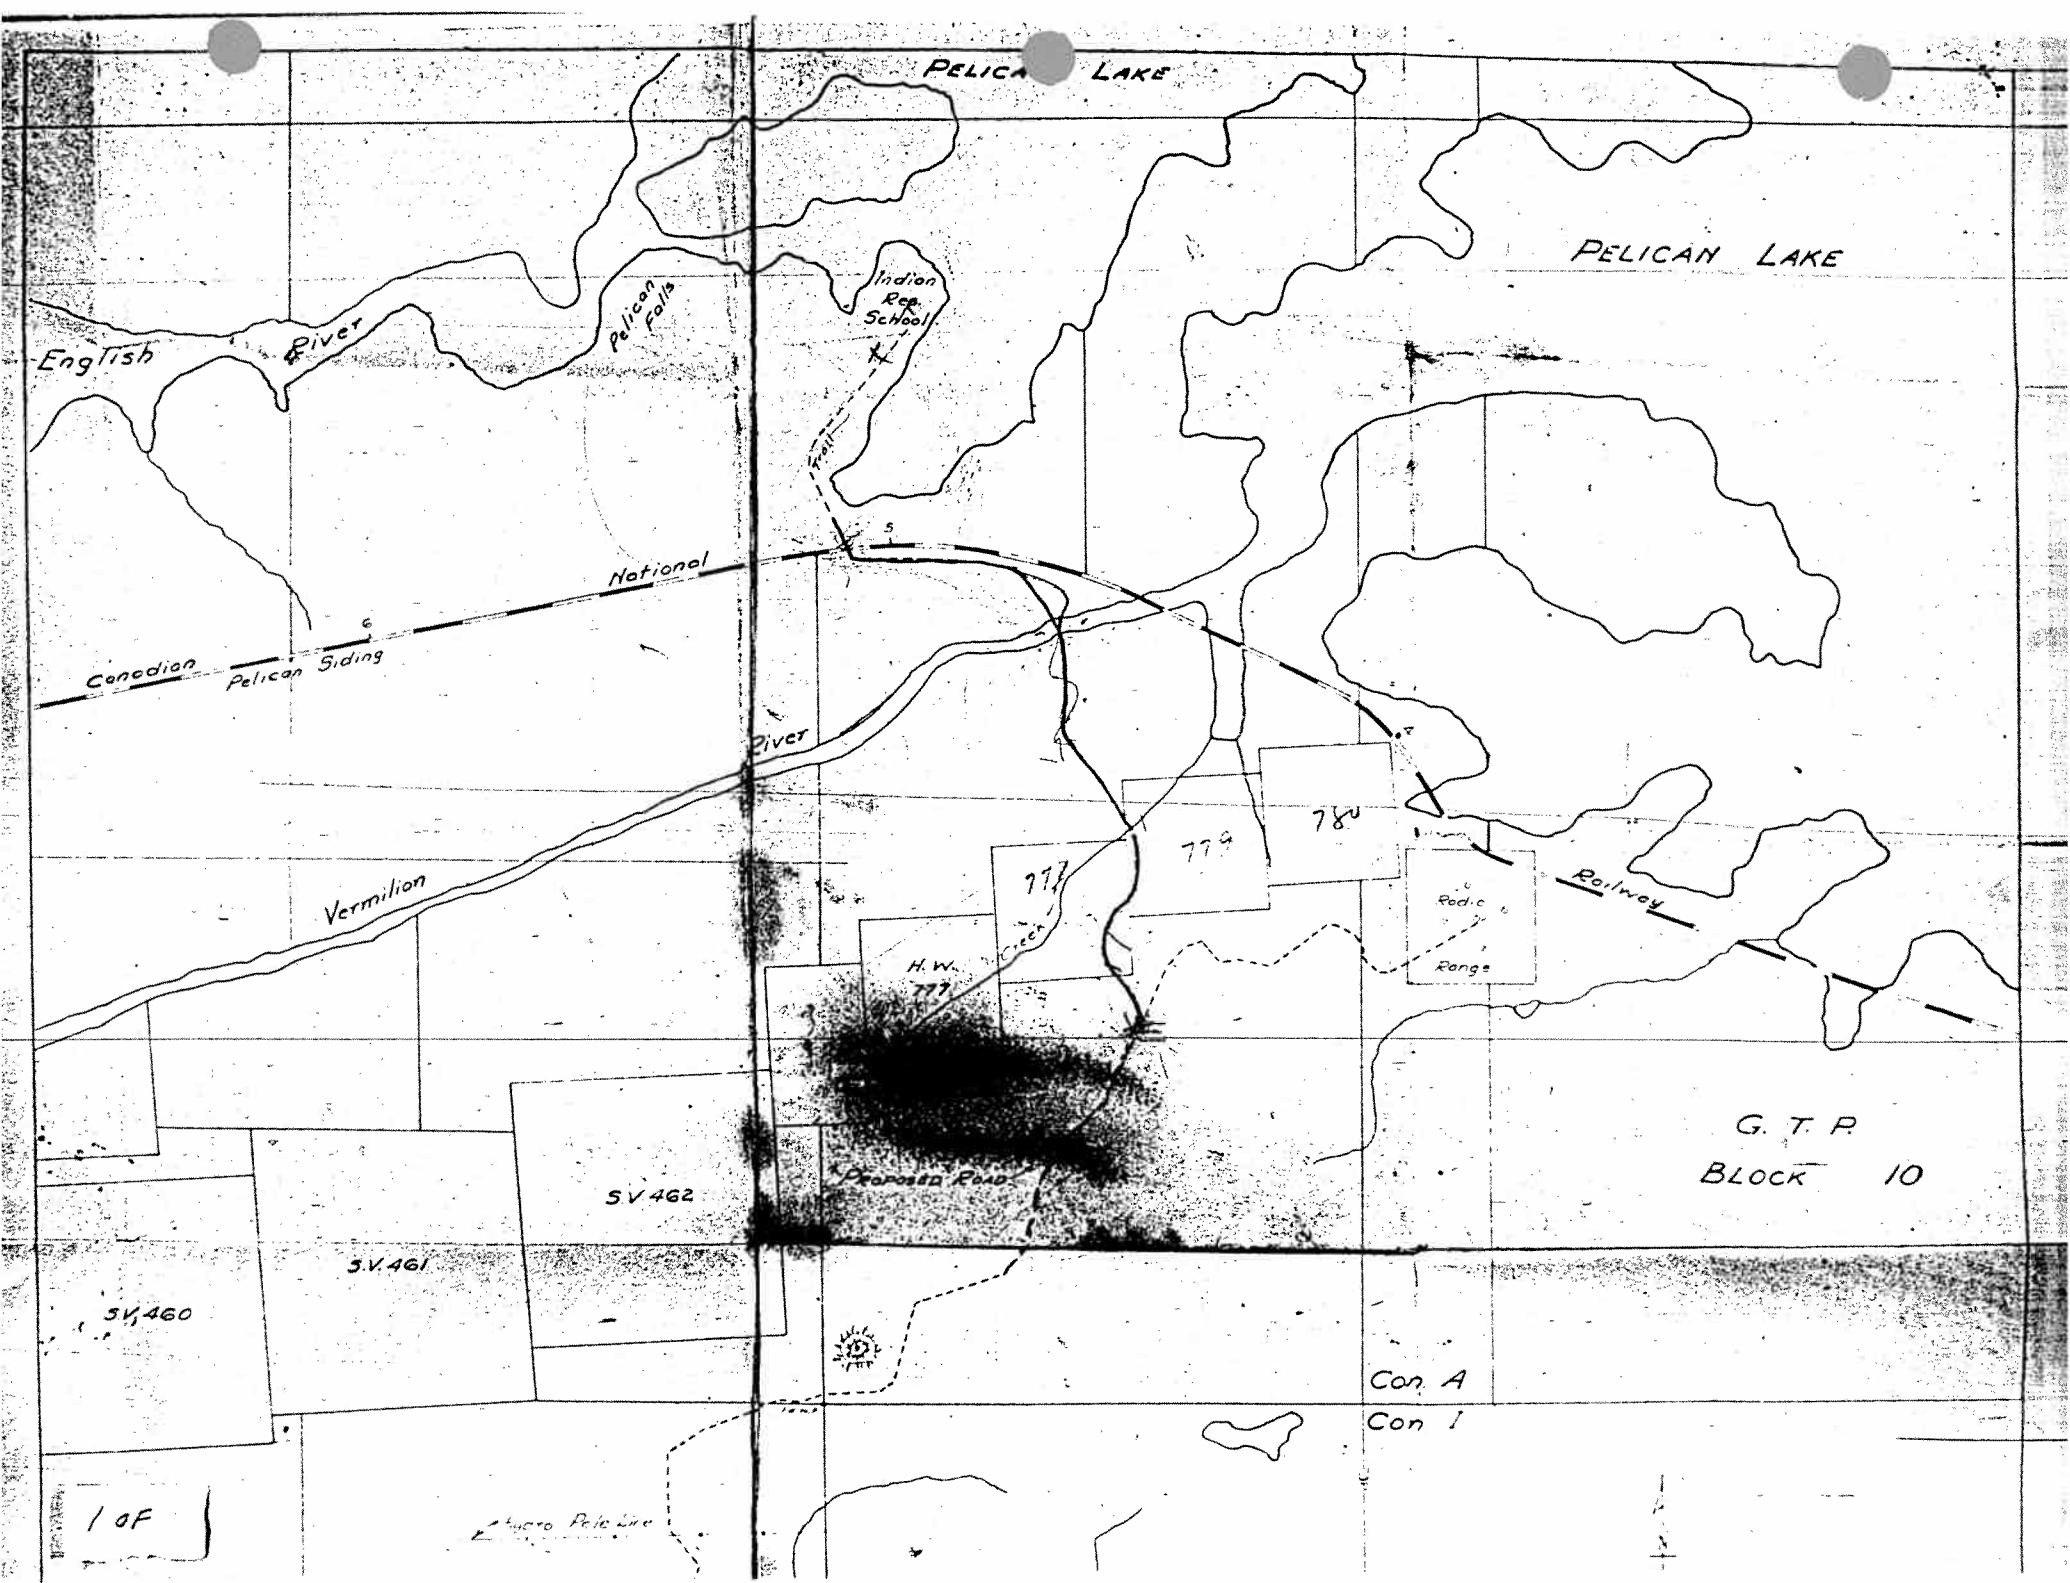 PELICA LAKE
PELICAN LAKE
Indian
Res.
School
Pelican
Falls
English River
Trail
5
National
6
Canadian
Pelican Siding
River
Vermilion
780
779
777
Creek
H.W.
777
Radio
Range
Railway
G. T. P.
BLOCK 10
PROPOSED ROAD
S V 462
S.V. 461
S.V. 460
Con A
Con 1
1 OF
Hydro Pole Line